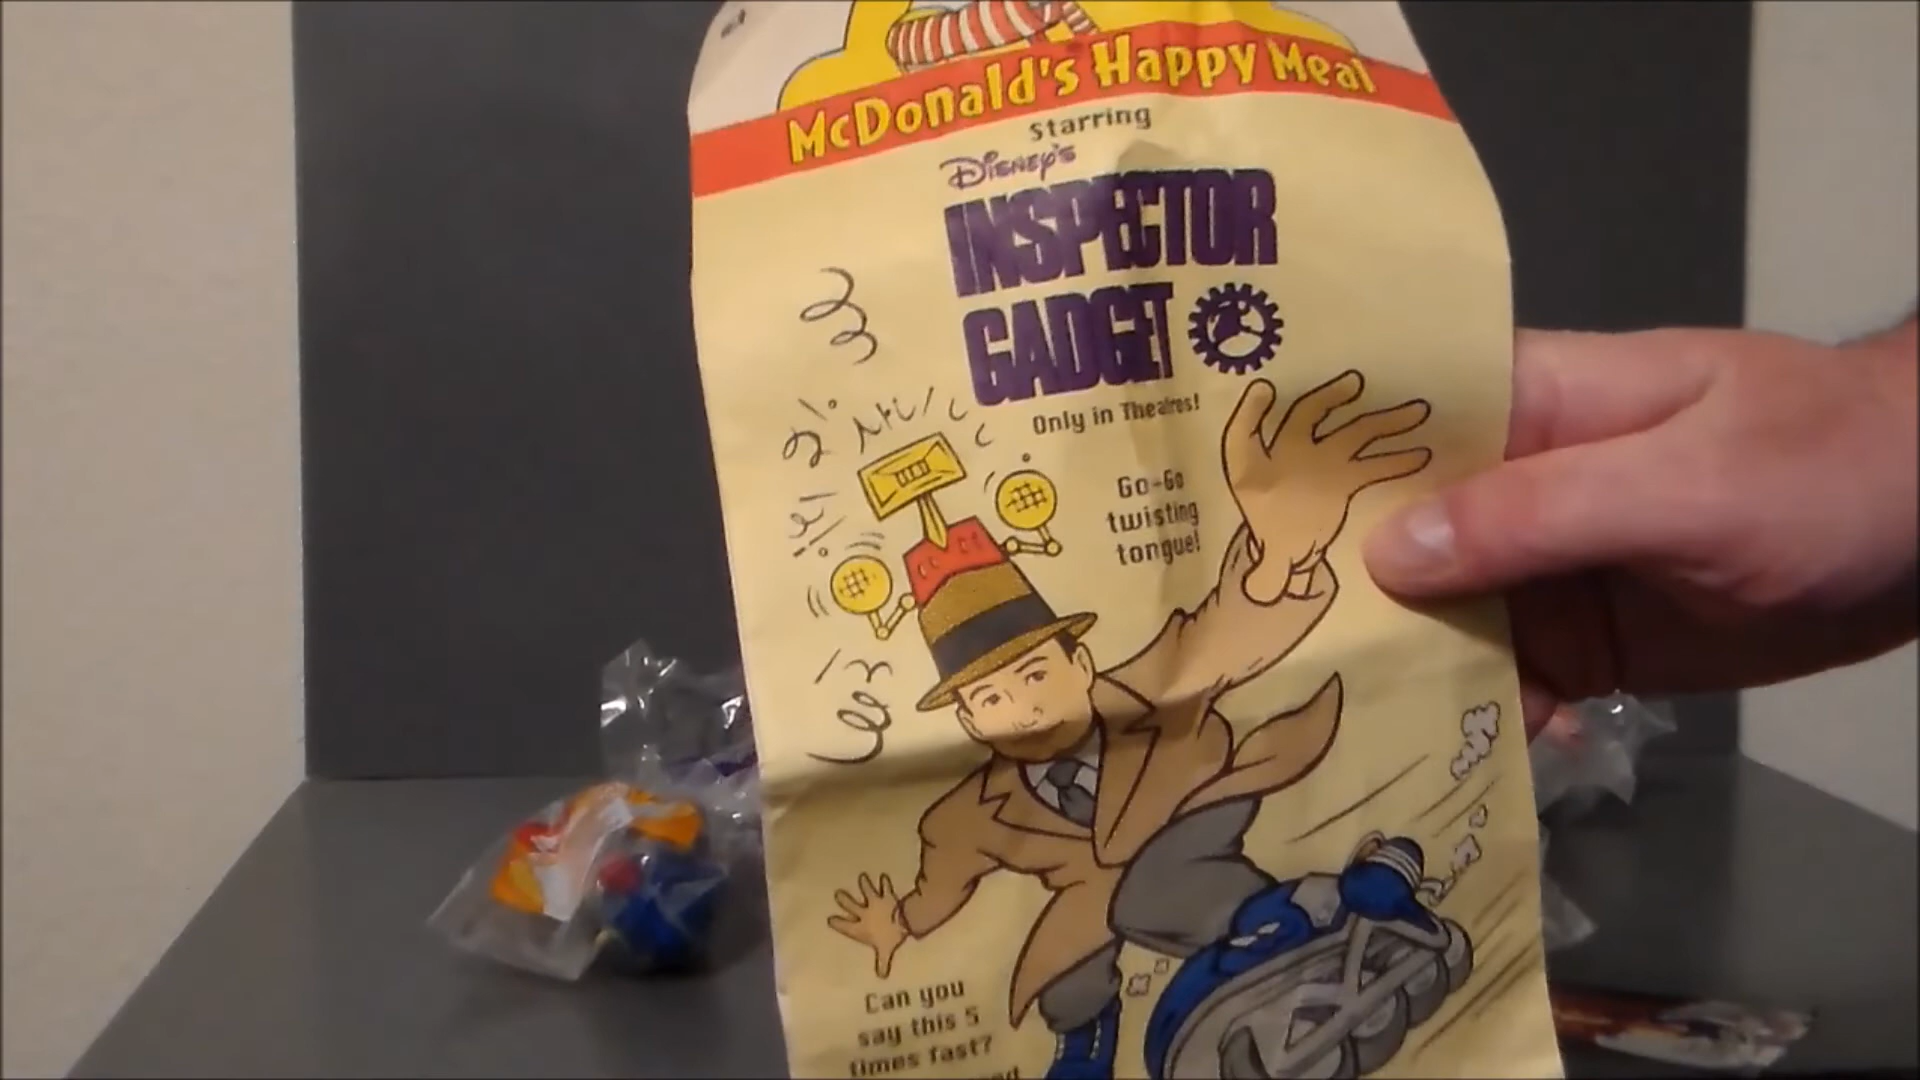 McDonald's Happy Meal
Starring
Disney's
INSPECTOR
GADGET
Only in Theatres!
Go-Go
twisting
tongue!
Can you
say this 5
times fast?